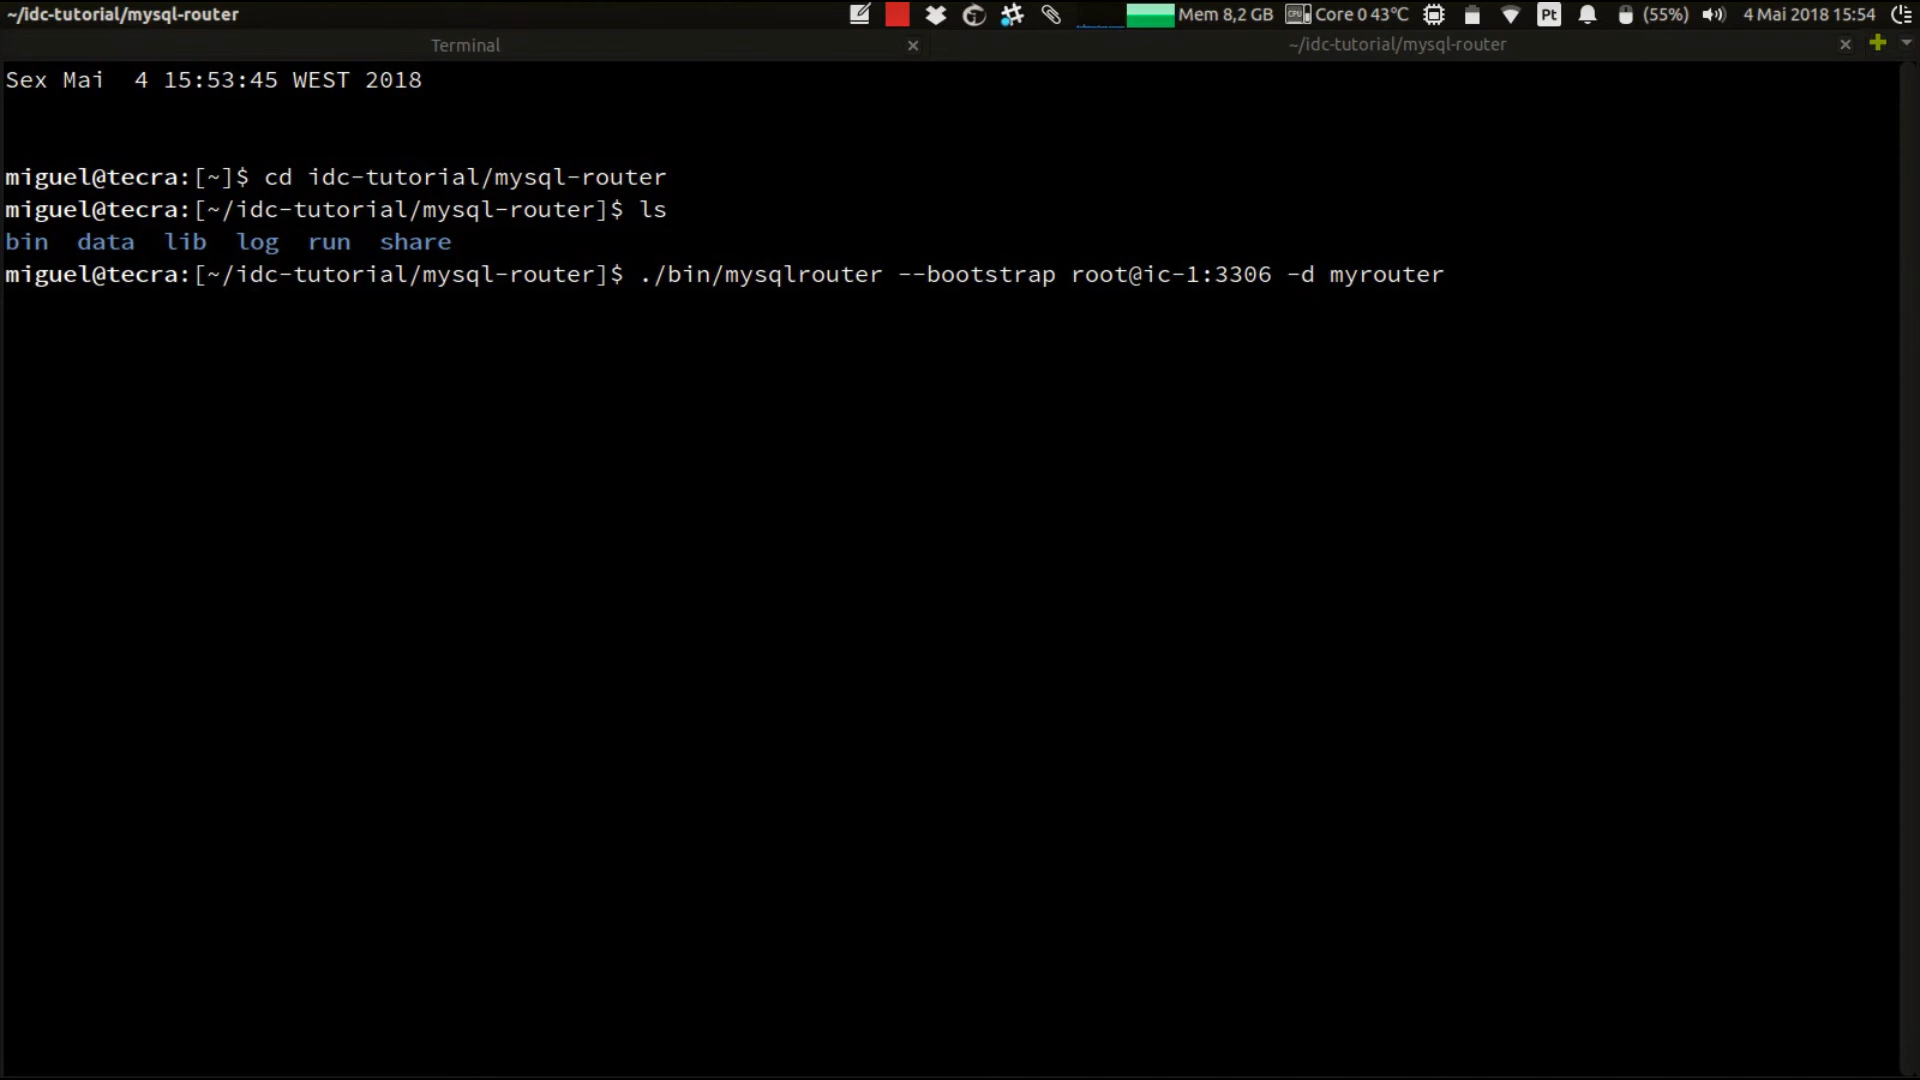 ~/idc-tutorial/mysql-router Mem 8,2 GB CPU Core 0 43°C Pt (55%) 4 Mai 2018 15:54
Terminal ~/idc-tutorial/mysql-router
Sex Mai  4 15:53:45 WEST 2018
miguel@tecra:[~]$ cd idc-tutorial/mysql-router
miguel@tecra:[~/idc-tutorial/mysql-router]$ ls
bin  data  lib  log  run  share
miguel@tecra:[~/idc-tutorial/mysql-router]$ ./bin/mysqlrouter --bootstrap root@ic-1:3306 -d myrouter